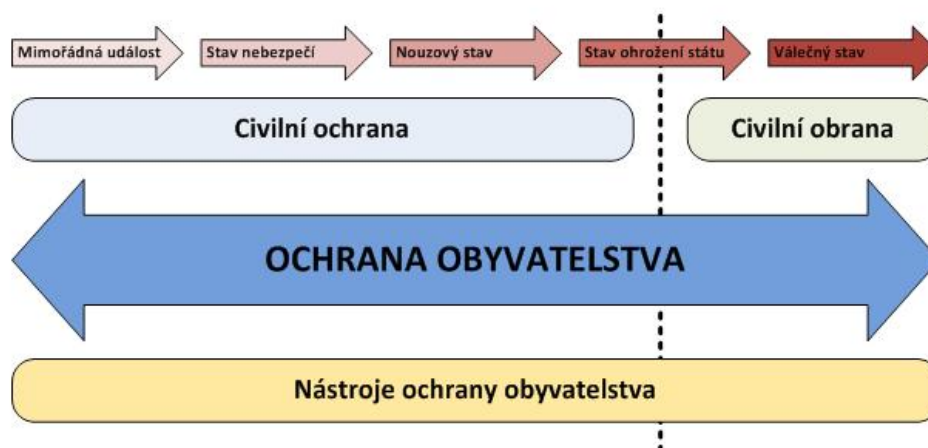 Mimořádná událost
Stav nebezpečí
Nouzový stav
Stav ohrožení státu
Válečný stav
Civilní ochrana
Civilní obrana
OCHRANA OBYVATELSTVA
Nástroje ochrany obyvatelstva